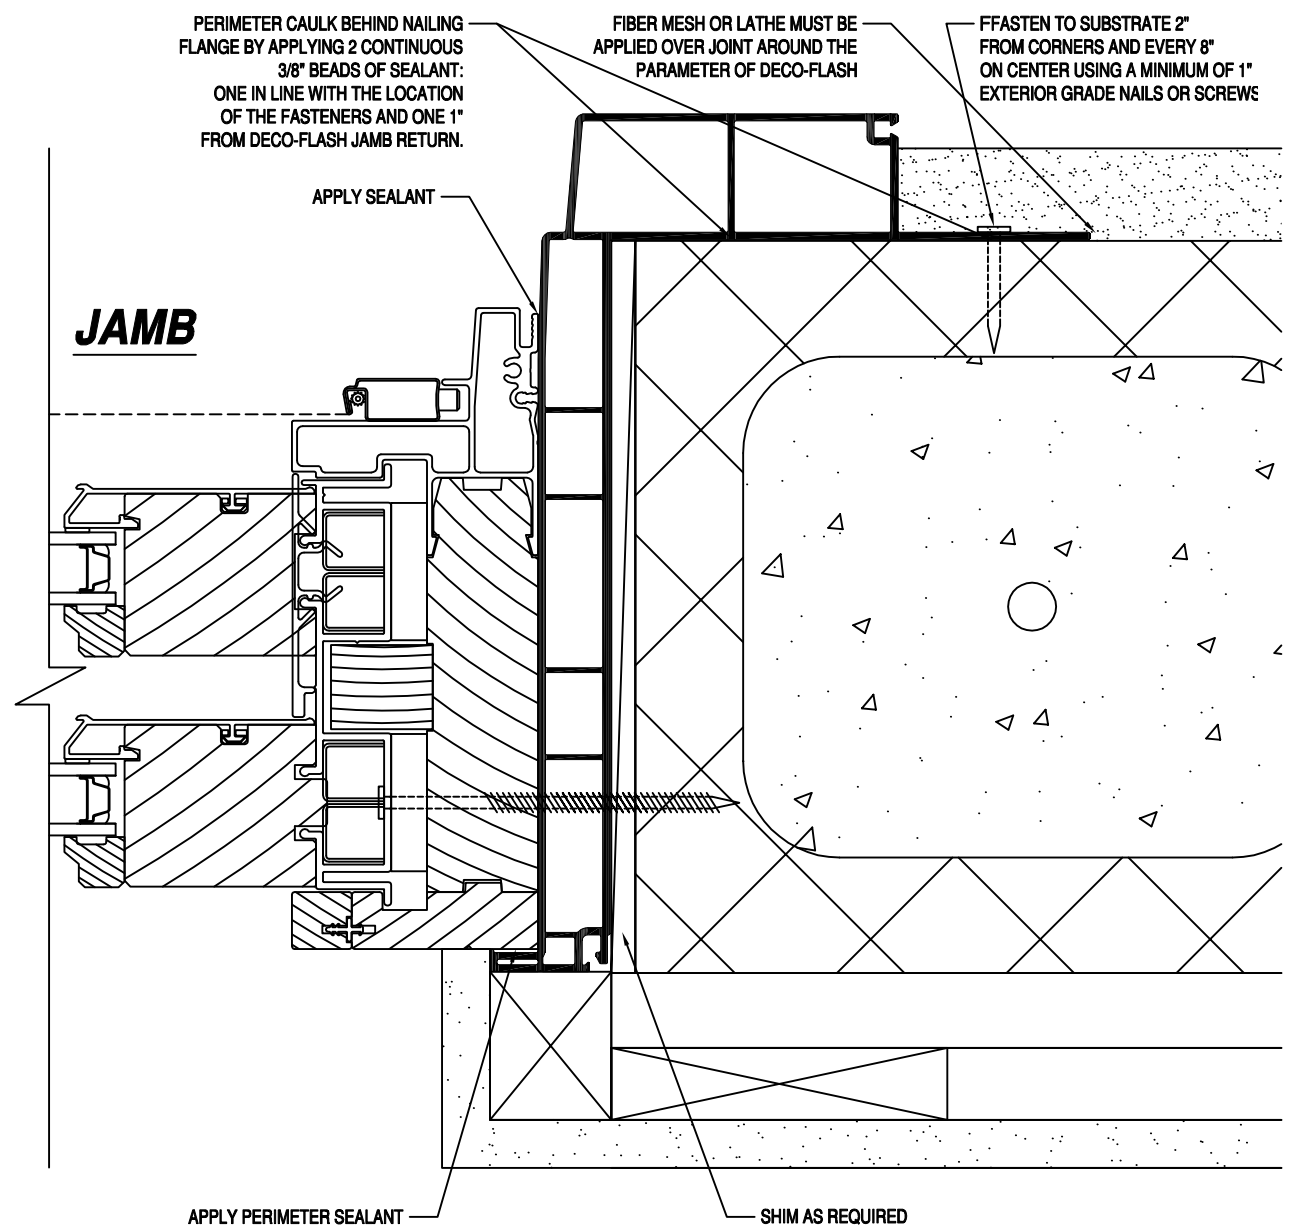 PERIMETER CAULK BEHIND NAILING
FLANGE BY APPLYING 2 CONTINUOUS
3/8" BEADS OF SEALANT:
ONE IN LINE WITH THE LOCATION
OF THE FASTENERS AND ONE 1"
FROM DECO-FLASH JAMB RETURN.
FIBER MESH OR LATHE MUST BE
APPLIED OVER JOINT AROUND THE
PARAMETER OF DECO-FLASH
FFASTEN TO SUBSTRATE 2"
FROM CORNERS AND EVERY 8"
ON CENTER USING A MINIMUM OF 1"
EXTERIOR GRADE NAILS OR SCREWS
APPLY SEALANT
JAMB
APPLY PERIMETER SEALANT
SHIM AS REQUIRED